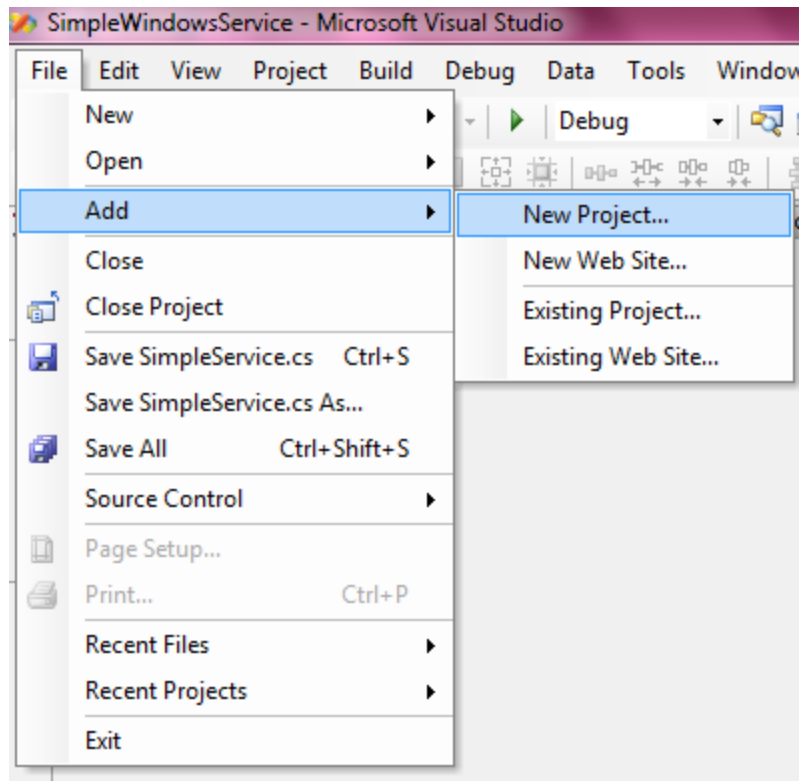 SimpleWindowsService - Microsoft Visual Studio
File Edit View Project Build Debug Data Tools Window
Debug
New
Open
Add
New Project...
Close
New Web Site...
Close Project
Existing Project...
Save SimpleService.cs Ctrl+S
Existing Web Site...
Save SimpleService.cs As...
Save All Ctrl+Shift+S
Source Control
Page Setup...
Print... Ctrl+P
Recent Files
Recent Projects
Exit